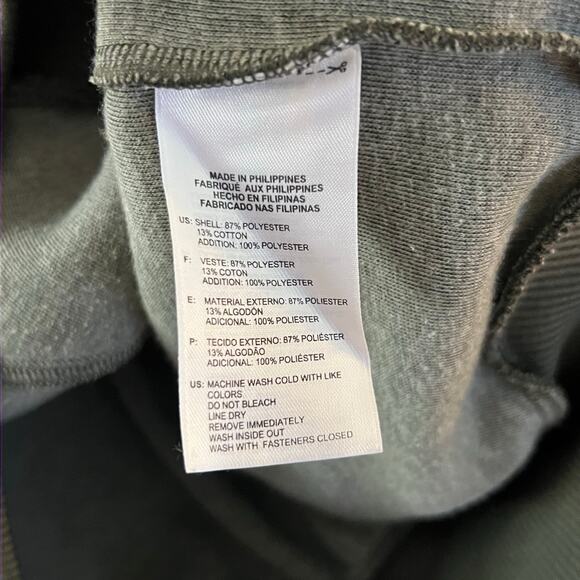 MADE IN PHILIPPINES
FABRIQUÉ AUX PHILIPPINES
HECHO EN FILIPINAS
FABRICADO NAS FILIPINAS
US: SHELL: 87% POLYESTER
13% COTTON
ADDITION: 100% POLYESTER
F: VESTE: 87% POLYESTER
13% COTON
ADDITION: 100% POLYESTER
E: MATERIAL EXTERNO: 87% POLIESTER
13% ALGODÓN
ADICIONAL: 100% POLIESTER
P: TECIDO EXTERNO: 87% POLIÉSTER
13% ALGODÃO
ADICIONAL: 100% POLIÉSTER
US: MACHINE WASH COLD WITH LIKE
COLORS
DO NOT BLEACH
LINE DRY
REMOVE IMMEDIATELY
WASH INSIDE OUT
WASH WITH FASTENERS CLOSED